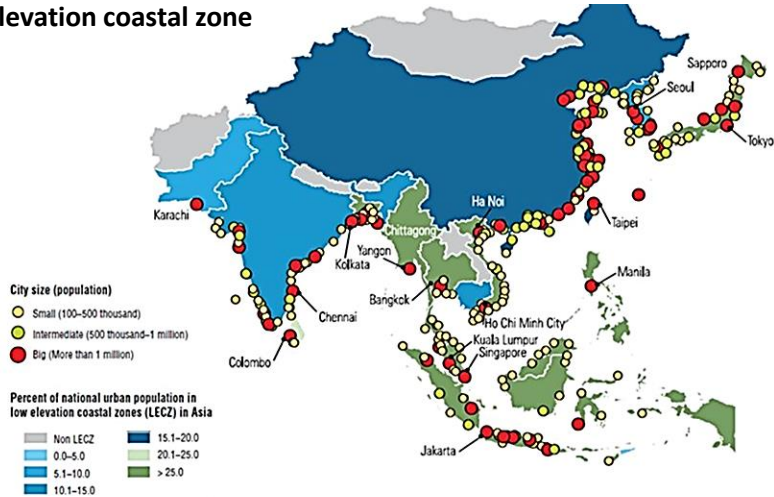 levation coastal zone
Sapporo
Seoul
Tokyo
Karachi
Ha Noi
Taipei
Chittagong
Kolkata
Yangon
Manila
Bangkok
Chennai
Ho Chi Minh City
Kuala Lumpur
Singapore
Colombo
Jakarta
City size (population)
Small (100–500 thousand)
Intermediate (500 thousand–1 million)
Big (More than 1 million)
Percent of national urban population in
low elevation coastal zones (LECZ) in Asia
Non LECZ
0.0–5.0
5.1–10.0
10.1–15.0
15.1–20.0
20.1–25.0
> 25.0